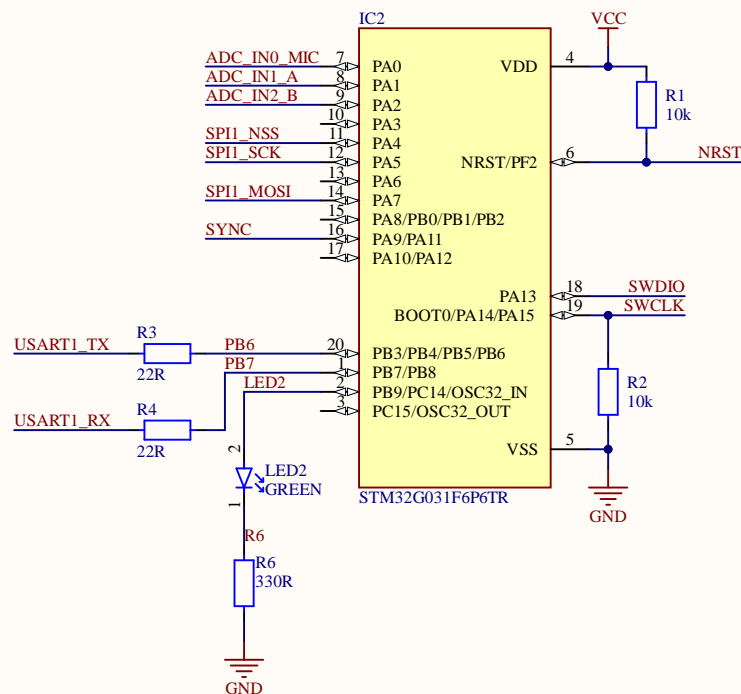 IC2
VCC
ADC_IN0_MIC 7 PA0 VDD 4
ADC_IN1_A 8 PA1
ADC_IN2_B 9 PA2
R1
10k
10 PA3
SPI1_NSS 11 PA4
SPI1_SCK 12 PA5 NRST/PF2 6 NRST
13 PA6
SPI1_MOSI 14 PA7
15 PA8/PB0/PB1/PB2
SYNC 16 PA9/PA11
17 PA10/PA12
PA13 18 SWDIO
BOOT0/PA14/PA15 19 SWCLK
R3
USART1_TX PB6 20 PB3/PB4/PB5/PB6
22R
PB7 1 PB7/PB8
LED2 2 PB9/PC14/OSC32_IN
R2
10k
R4
USART1_RX 3 PC15/OSC32_OUT
22R
2
VSS 5
LED2
GREEN
1
STM32G031F6P6TR
GND
R6
R6
330R
GND